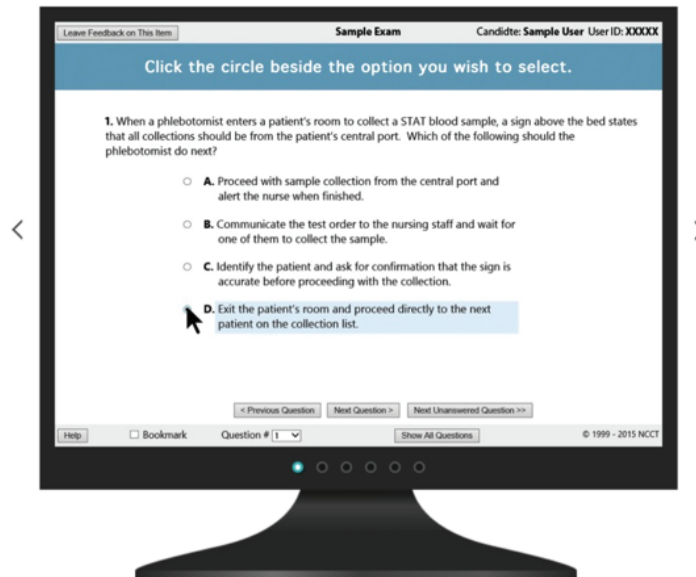 Leave Feedback on This Item
Sample Exam
Candidte: Sample User User ID: XXXXX
Click the circle beside the option you wish to select.
1. When a phlebotomist enters a patient's room to collect a STAT blood sample, a sign above the bed states
that all collections should be from the patient's central port. Which of the following should the
phlebotomist do next?
A. Proceed with sample collection from the central port and
alert the nurse when finished.
B. Communicate the test order to the nursing staff and wait for
one of them to collect the sample.
C. Identify the patient and ask for confirmation that the sign is
accurate before proceeding with the collection.
D. Exit the patient's room and proceed directly to the next
patient on the collection list.
< Previous Question
Next Question >
Next Unanswered Question >>
Help
Bookmark
Question # 1
Show All Questions
© 1999 - 2015 NCCT